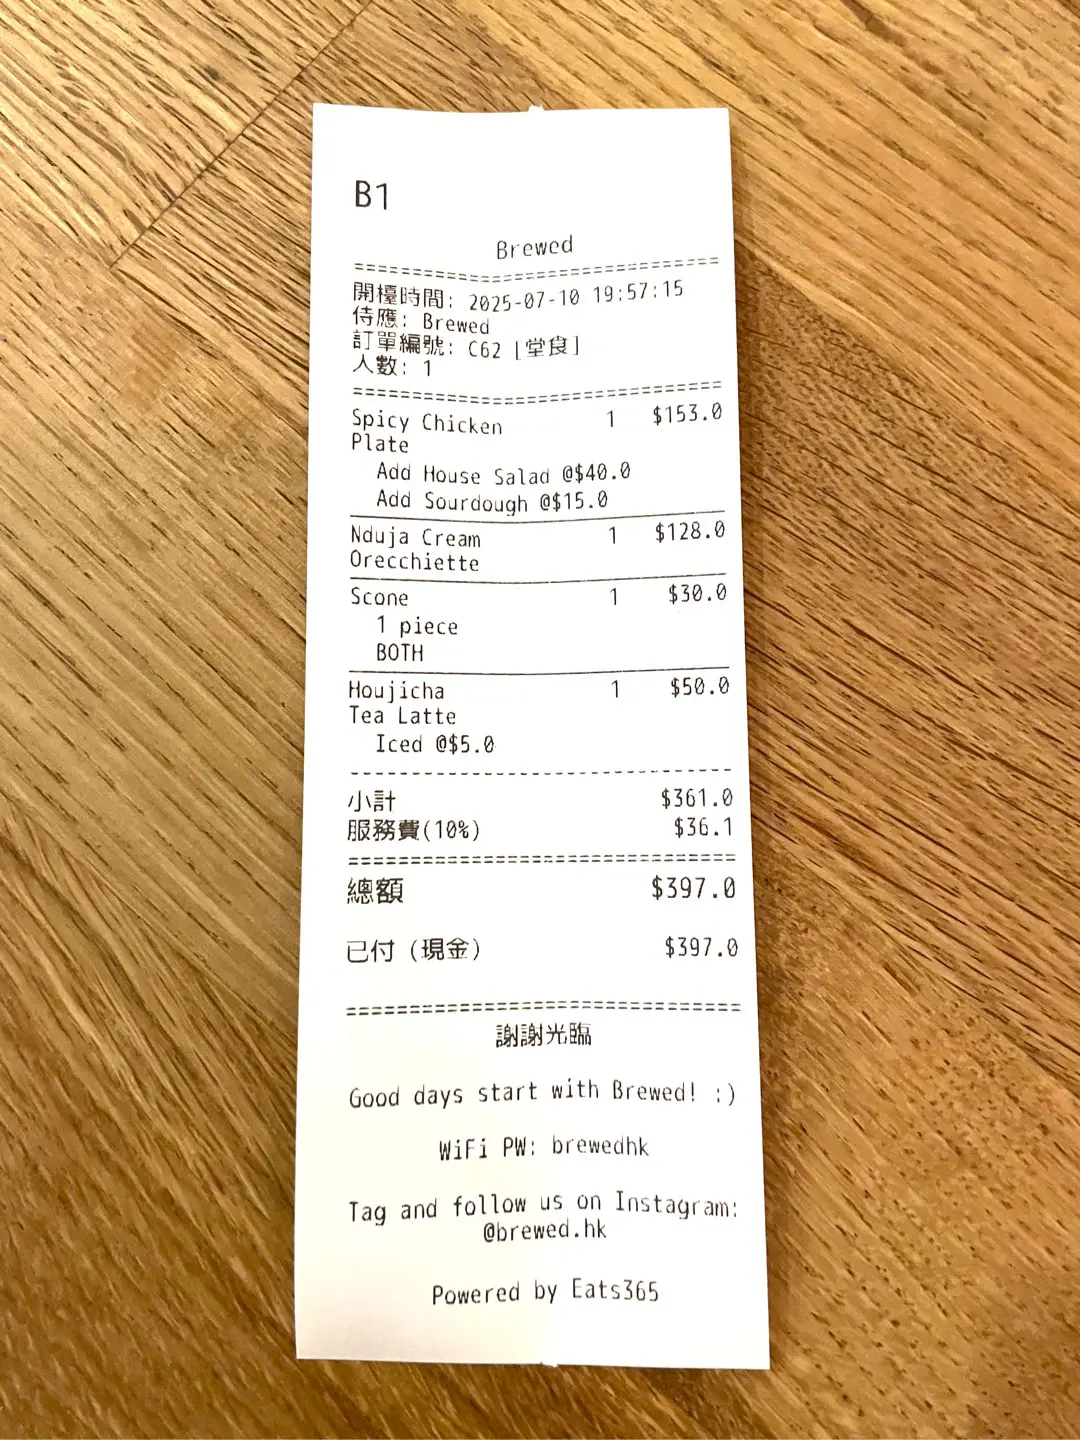 B1
Brewed
================================
開檯時間: 2025-07-10 19:57:15
侍應: Brewed
訂單編號: C62 [堂食]
人數: 1
================================
Spicy Chicken 1 $153.0
Plate
Add House Salad @$40.0
Add Sourdough @$15.0
Nduja Cream 1 $128.0
Orecchiette
Scone 1 $30.0
1 piece
BOTH
Houjicha 1 $50.0
Tea Latte
Iced @$5.0
--------------------------------
小計 $361.0
服務費(10%) $36.1
================================
總額 $397.0
已付 (現金) $397.0
================================
謝謝光臨
Good days start with Brewed! :)
WiFi PW: brewedhk
Tag and follow us on Instagram:
@brewed.hk
Powered by Eats365